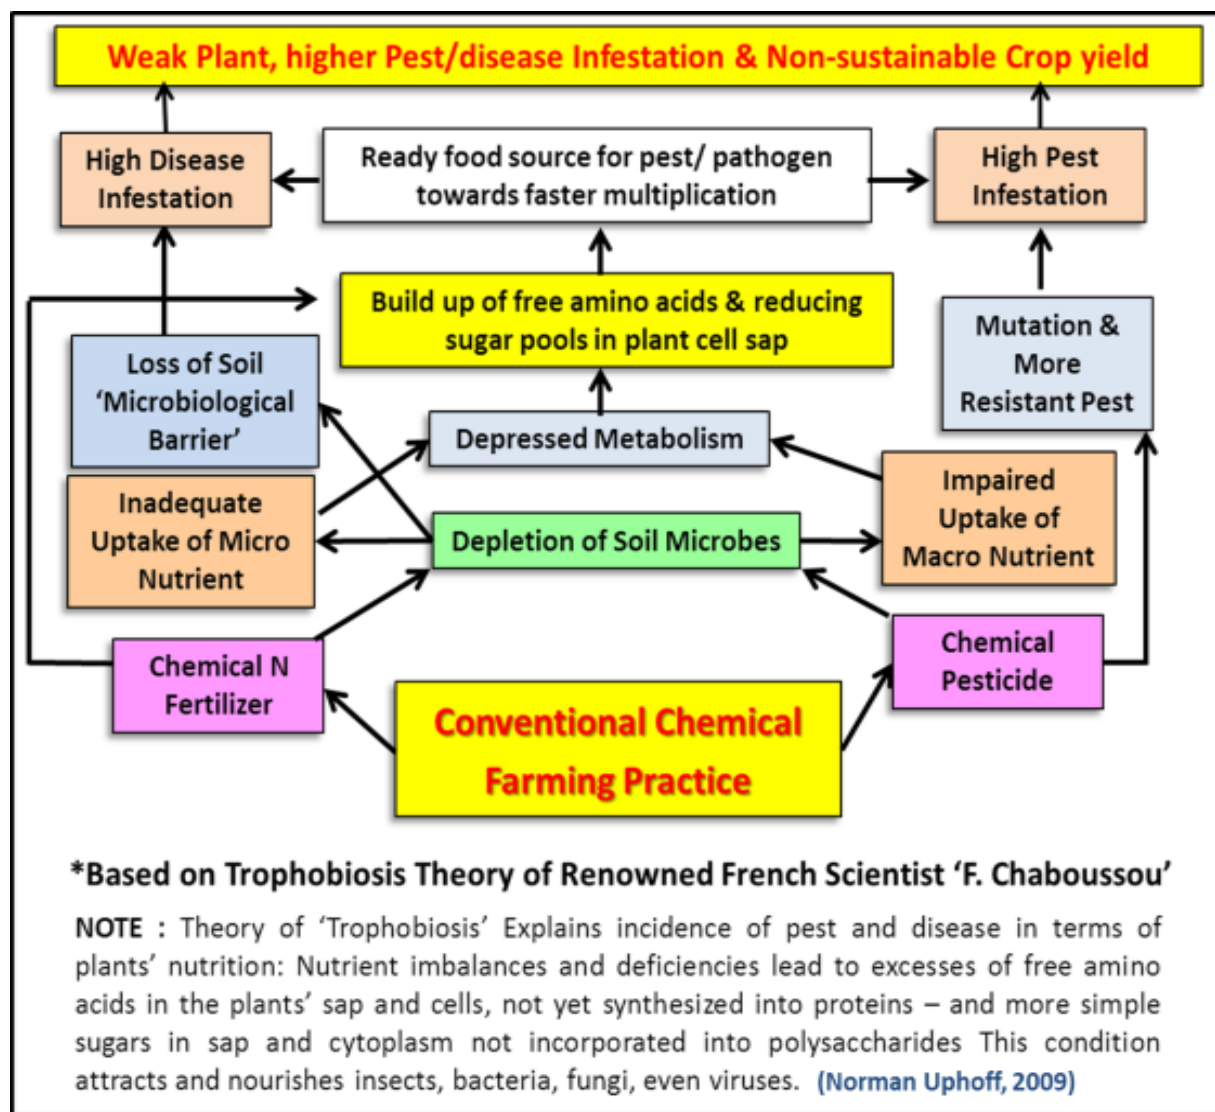 Weak Plant, higher Pest/disease Infestation & Non-sustainable Crop yield
High Disease
Infestation
Ready food source for pest/ pathogen
towards faster multiplication
High Pest
Infestation
Build up of free amino acids & reducing
sugar pools in plant cell sap
Mutation &
More
Resistant Pest
Loss of Soil
‘Microbiological
Barrier’
Depressed Metabolism
Inadequate
Uptake of Micro
Nutrient
Depletion of Soil Microbes
Impaired
Uptake of
Macro Nutrient
Chemical N
Fertilizer
Chemical
Pesticide
Conventional Chemical
Farming Practice
*Based on Trophobiosis Theory of Renowned French Scientist ‘F. Chaboussou’
NOTE : Theory of ‘Trophobiosis’ Explains incidence of pest and disease in terms of
plants’ nutrition: Nutrient imbalances and deficiencies lead to excesses of free amino
acids in the plants’ sap and cells, not yet synthesized into proteins – and more simple
sugars in sap and cytoplasm not incorporated into polysaccharides This condition
attracts and nourishes insects, bacteria, fungi, even viruses. (Norman Uphoff, 2009)